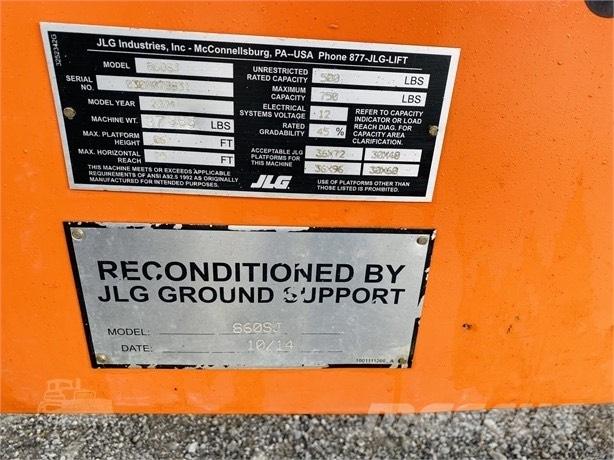 3252342G
JLG Industries, Inc - McConnellsburg, PA--USA Phone 877-JLG-LIFT
MODEL 860SJ
SERIAL NO.
MODEL YEAR
MACHINE WT. LBS
MAX. PLATFORM HEIGHT FT
MAX. HORIZONTAL REACH FT
THIS MACHINE MEETS OR EXCEEDS APPLICABLE
REQUIREMENTS OF ANSI A92.5 1992 AS ORIGINALLY
MANUFACTURED FOR INTENDED PURPOSES.
UNRESTRICTED RATED CAPACITY 500 LBS
MAXIMUM CAPACITY 750 LBS
ELECTRICAL SYSTEMS VOLTAGE 12
RATED GRADABILITY 45 %
REFER TO CAPACITY
INDICATOR OR LOAD
REACH DIAG. FOR
CAPACITY AREA
CLARIFICATION.
ACCEPTABLE JLG
PLATFORMS FOR
THIS MACHINE
36X72 30X48
36X96 30X60
JLG
USE OF PLATFORMS OTHER THAN
THOSE LISTED IS PROHIBITED.
RECONDITIONED BY
JLG GROUND SUPPORT
MODEL: 860SJ
DATE: 10/14
1001111266 A